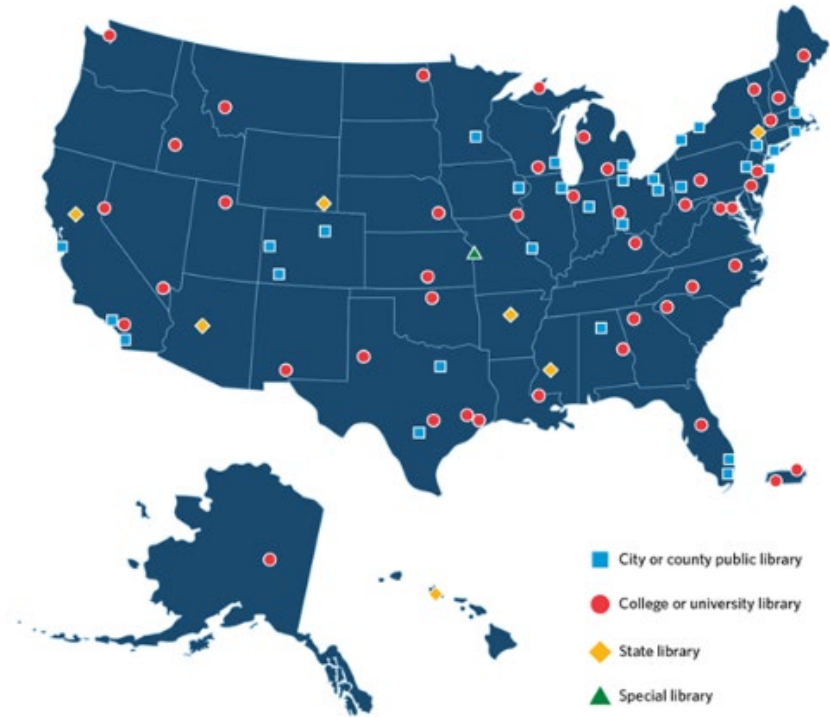 City or county public library
College or university library
State library
Special library